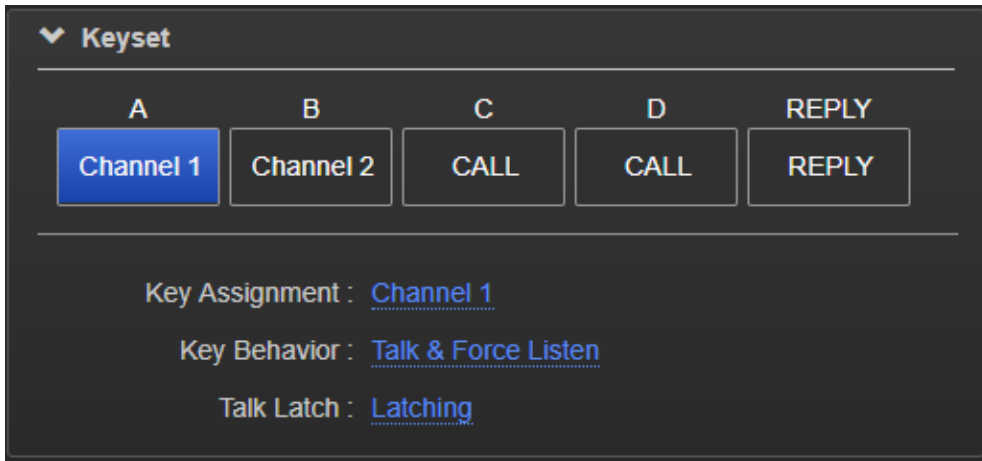 Keyset
A B C D REPLY
Channel 1 Channel 2 CALL CALL REPLY
Key Assignment : Channel 1
Key Behavior : Talk & Force Listen
Talk Latch : Latching